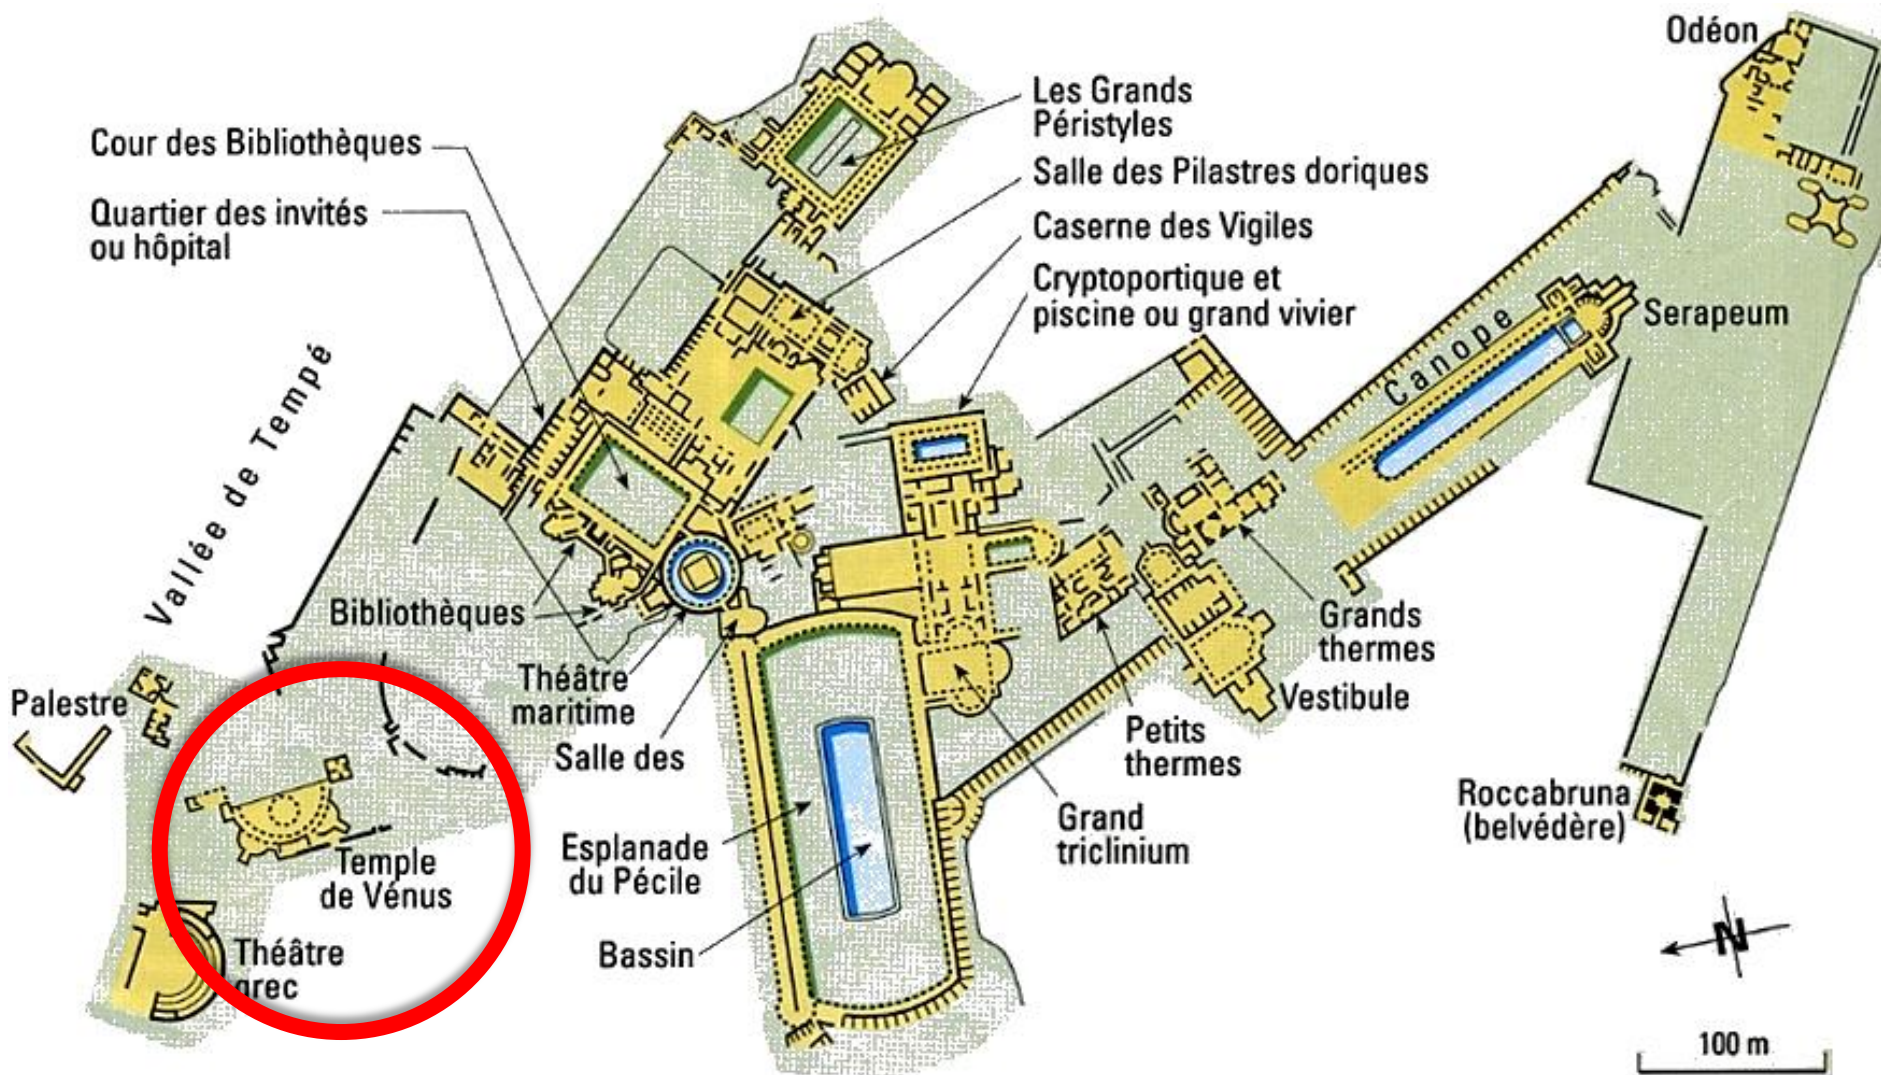 Odéon
Les Grands
Péristyles
Cour des Bibliothèques
Salle des Pilastres doriques
Quartier des invités
ou hôpital
Caserne des Vigiles
Cryptoportique et
piscine ou grand vivier
Serapeum
Canope
Vallée de Tempé
Bibliothèques
Grands
thermes
Théâtre
maritime
Vestibule
Palestre
Salle des
Petits
thermes
Roccabruna
(belvédère)
Grand
triclinium
Esplanade
du Pécile
Temple
de Vénus
Bassin
Théâtre
grec
N
100 m